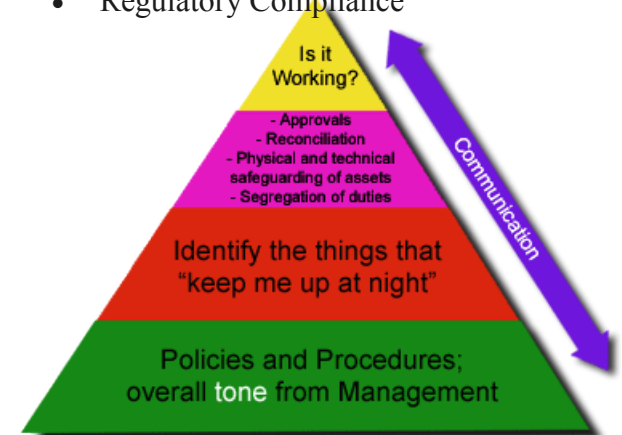 • Regulatory Compliance
Is it
Working?
- Approvals
- Reconciliation
- Physical and technical
safeguarding of assets
- Segregation of duties
Communication
Identify the things that
“keep me up at night”
Policies and Procedures;
overall tone from Management